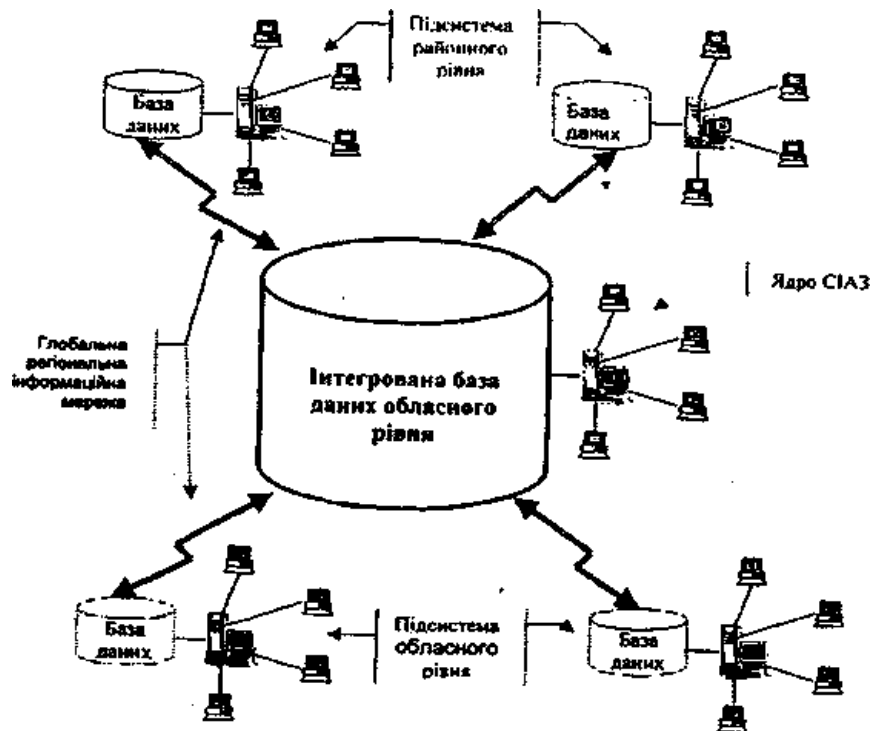 Підсистема
районного
рівня
База
даних
База
даних
Ядро СІАЗ
Глобальна
регіональна
інформаційна
мережа
Інтегрована база
даних обласного
рівня
База
даних
Підсистема
обласного
рівня
База
даних